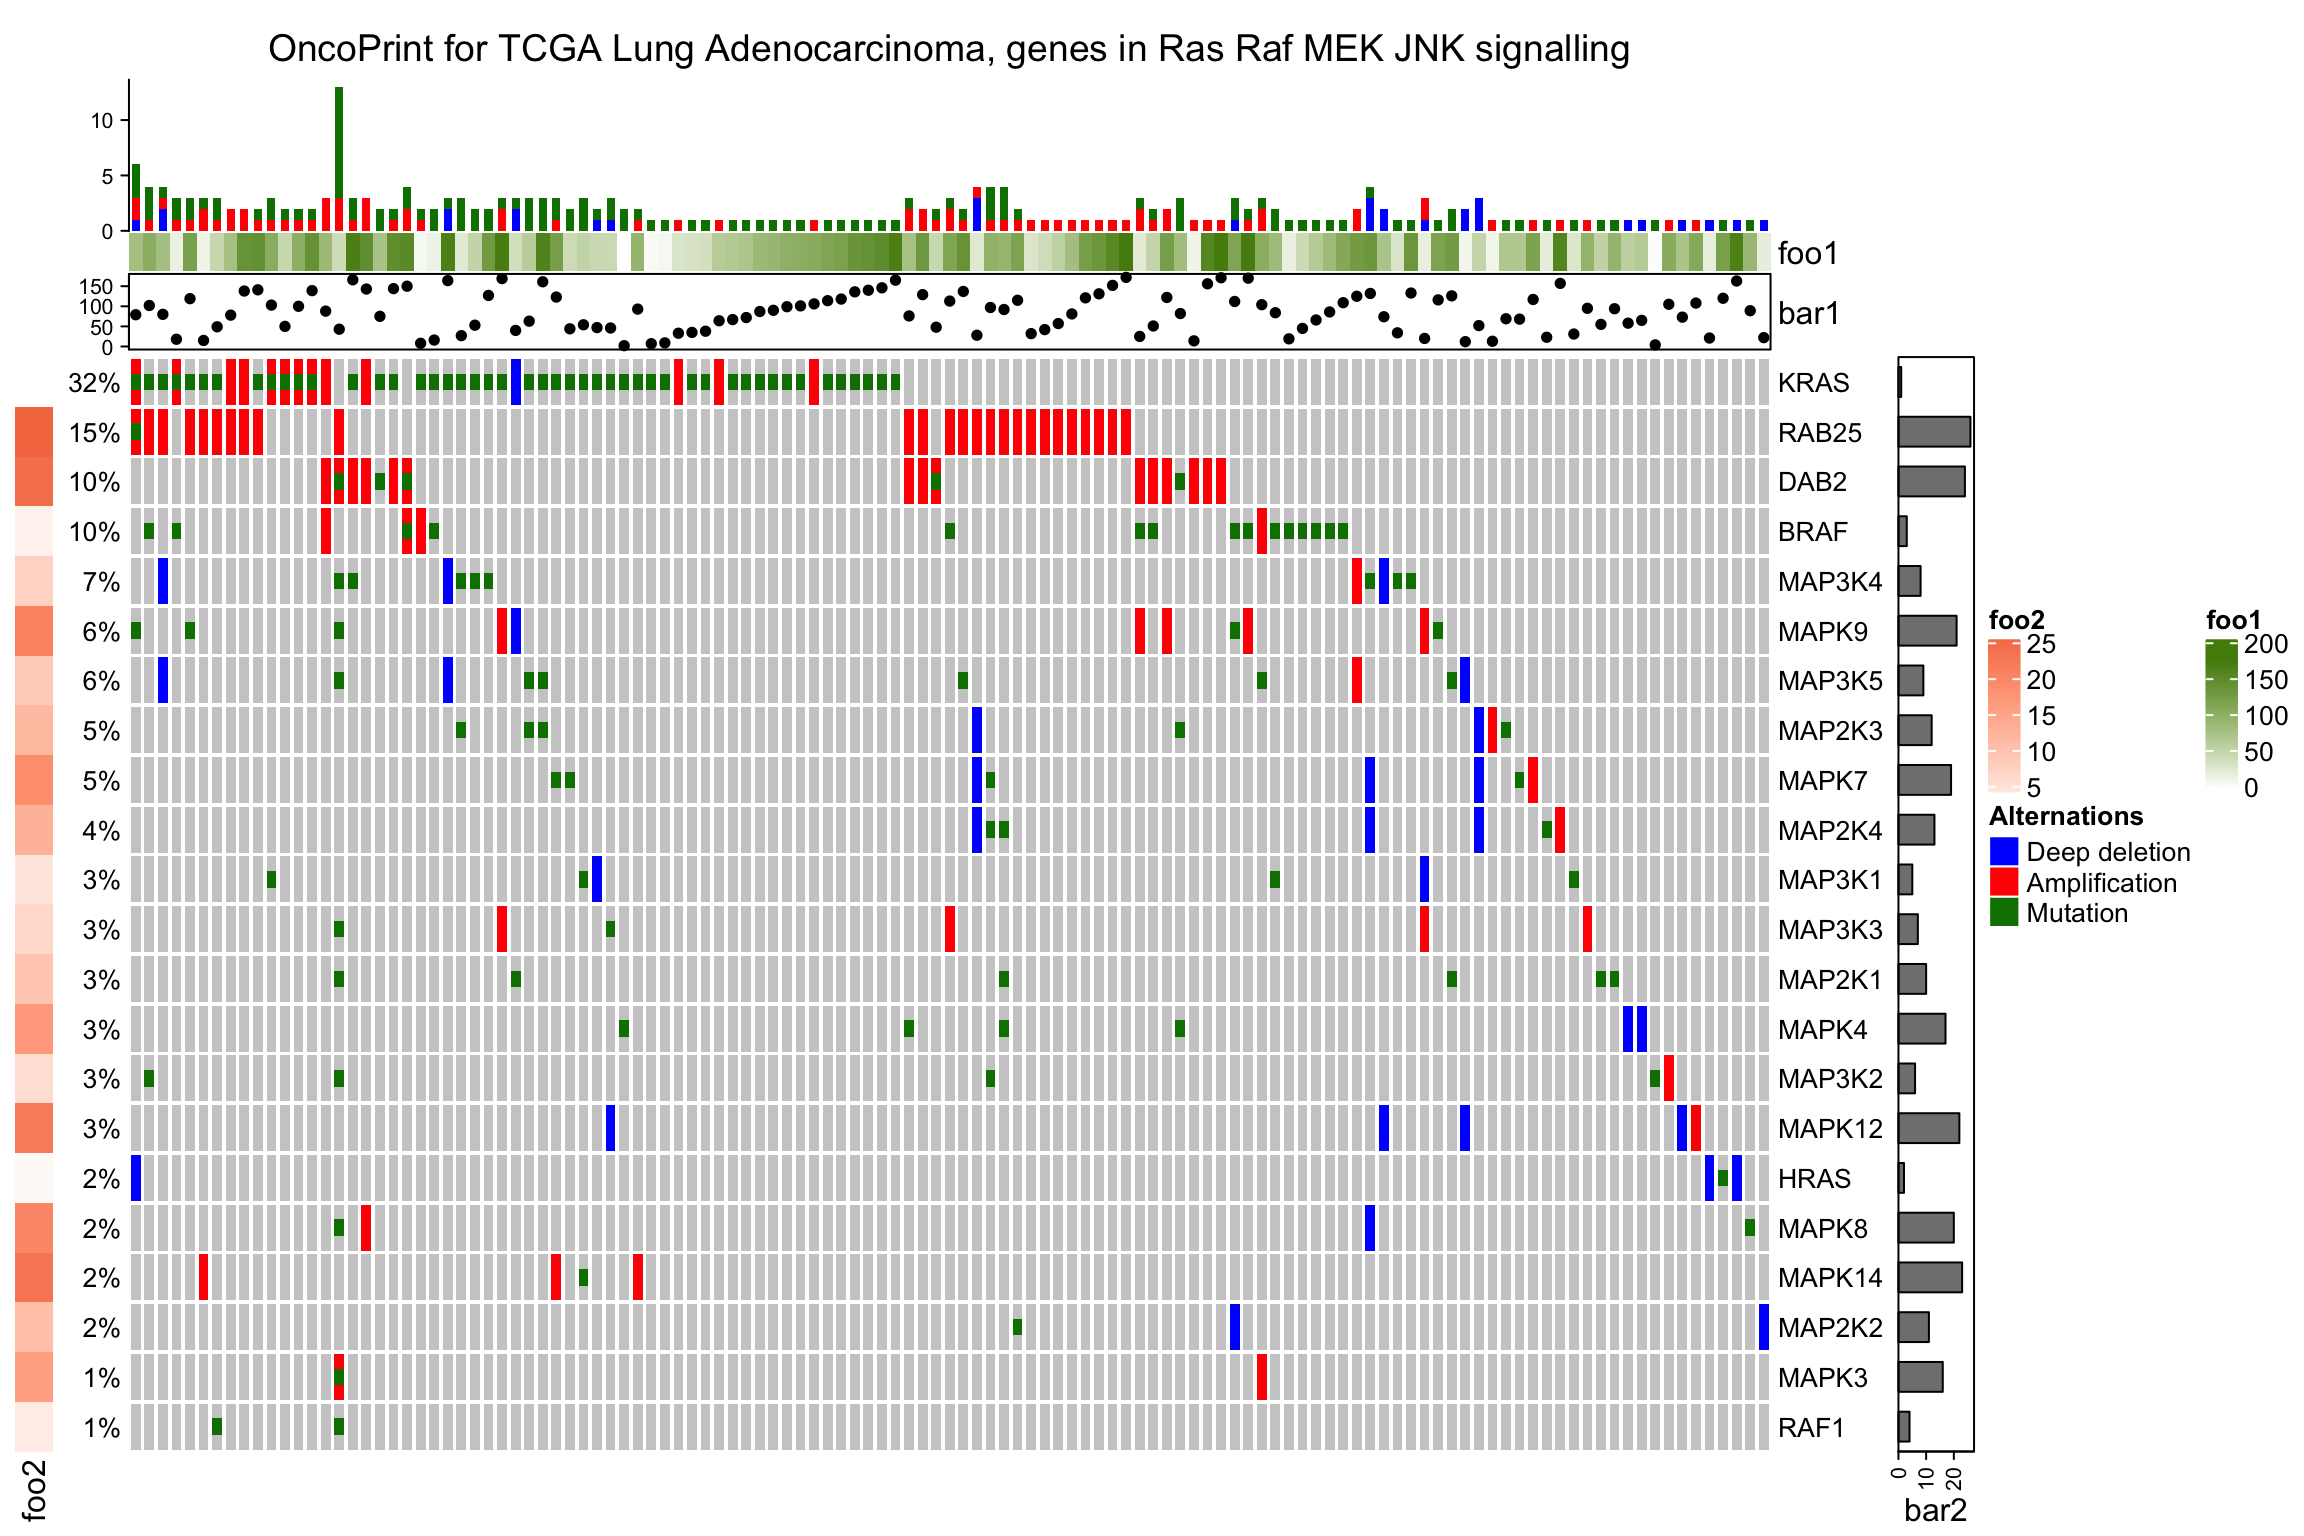 OncoPrint for TCGA Lung Adenocarcinoma, genes in Ras Raf MEK JNK signalling
10
5
0
foo1
150
100
50
0
bar1
32% KRAS
15% RAB25
10% DAB2
10% BRAF
7% MAP3K4
6% MAPK9
6% MAP3K5
5% MAP2K3
5% MAPK7
4% MAP2K4
3% MAP3K1
3% MAP3K3
3% MAP2K1
3% MAPK4
3% MAP3K2
3% MAPK12
2% HRAS
2% MAPK8
2% MAPK14
2% MAP2K2
1% MAPK3
1% RAF1
foo2
0 10 20
bar2
foo2
25
20
15
10
5
foo1
200
150
100
50
0
Alternations
Deep deletion
Amplification
Mutation